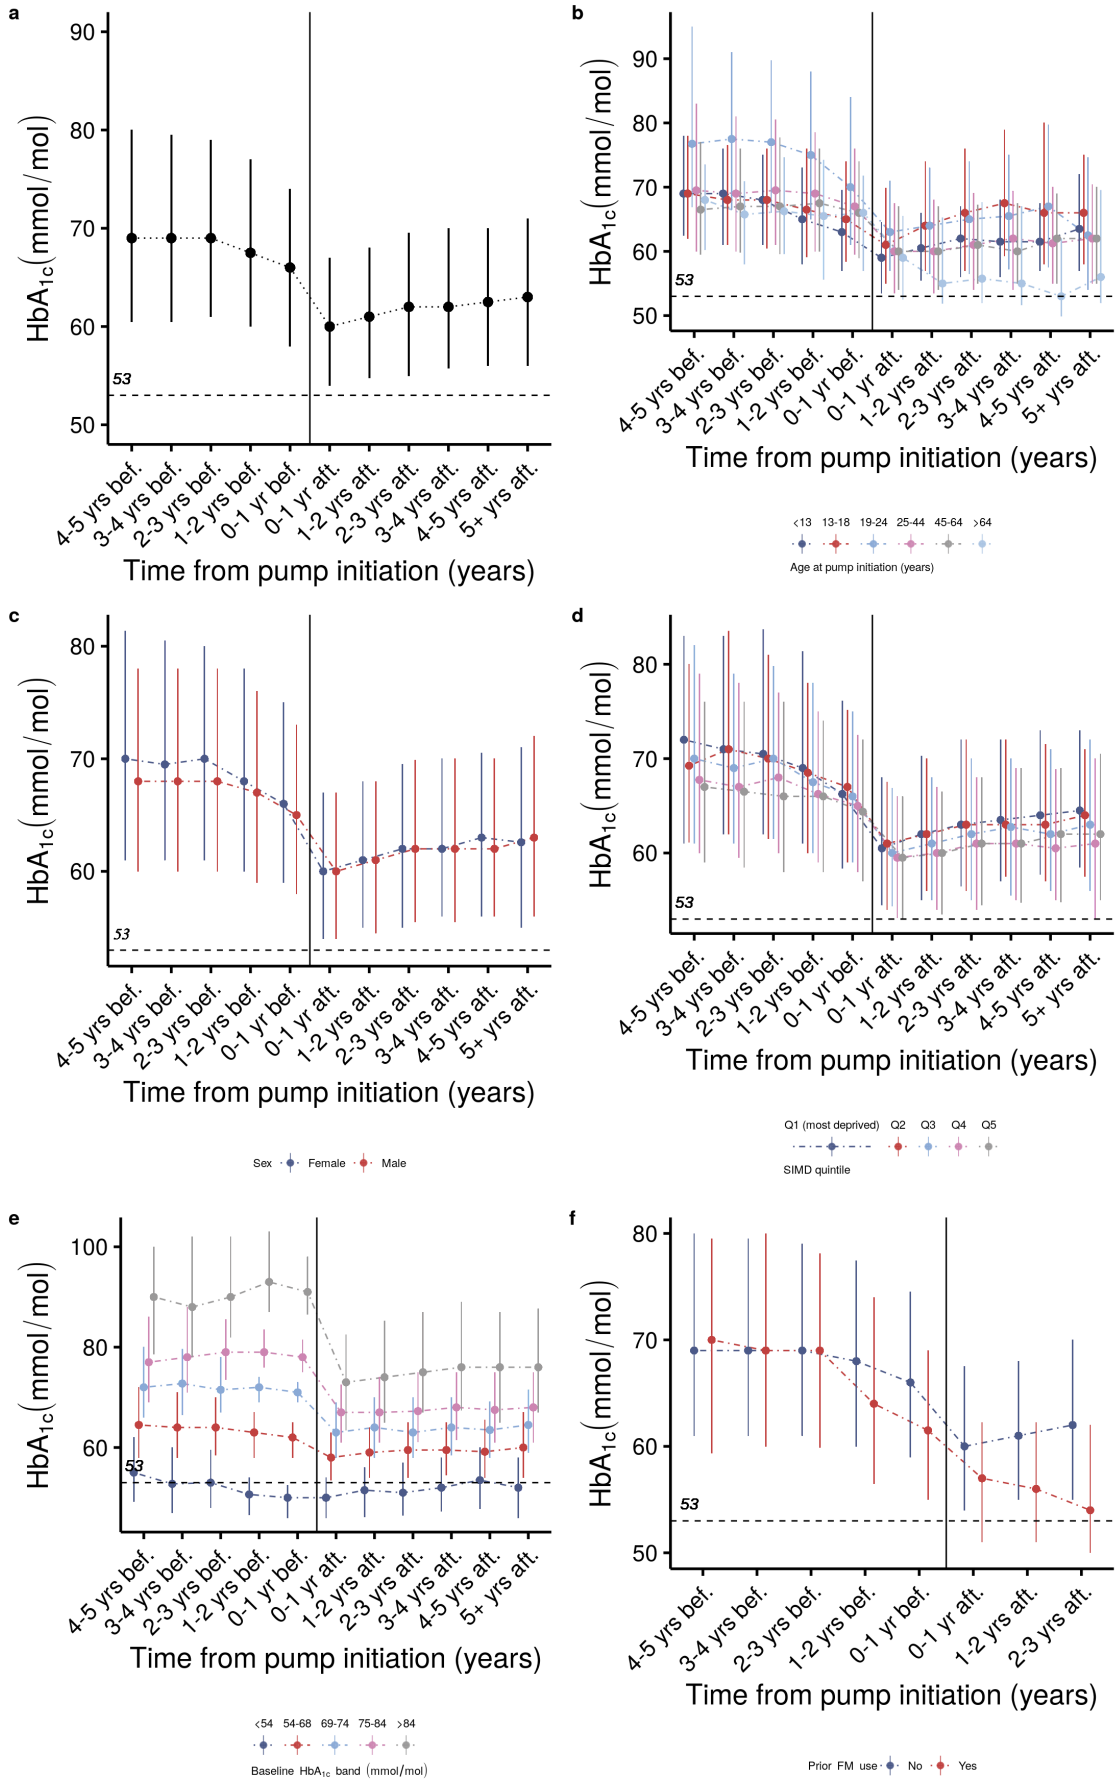 a
HbA1c(mmol/mol)
90
80
70
60
50
53
4-5 yrs bef.
3-4 yrs bef.
2-3 yrs bef.
1-2 yrs bef.
0-1 yr bef.
0-1 yr aft.
1-2 yrs aft.
2-3 yrs aft.
3-4 yrs aft.
4-5 yrs aft.
5+ yrs aft.
Time from pump initiation (years)
b
HbA1c(mmol/mol)
90
80
70
60
50
53
4-5 yrs bef.
3-4 yrs bef.
2-3 yrs bef.
1-2 yrs bef.
0-1 yr bef.
0-1 yr aft.
1-2 yrs aft.
2-3 yrs aft.
3-4 yrs aft.
4-5 yrs aft.
5+ yrs aft.
Time from pump initiation (years)
<13 13-18 19-24 25-44 45-64 >64
Age at pump initiation (years)
c
HbA1c(mmol/mol)
80
70
60
53
4-5 yrs bef.
3-4 yrs bef.
2-3 yrs bef.
1-2 yrs bef.
0-1 yr bef.
0-1 yr aft.
1-2 yrs aft.
2-3 yrs aft.
3-4 yrs aft.
4-5 yrs aft.
5+ yrs aft.
Time from pump initiation (years)
Sex Female Male
d
HbA1c(mmol/mol)
80
70
60
53
4-5 yrs bef.
3-4 yrs bef.
2-3 yrs bef.
1-2 yrs bef.
0-1 yr bef.
0-1 yr aft.
1-2 yrs aft.
2-3 yrs aft.
3-4 yrs aft.
4-5 yrs aft.
5+ yrs aft.
Time from pump initiation (years)
Q1 (most deprived) Q2 Q3 Q4 Q5
SIMD quintile
e
HbA1c(mmol/mol)
100
80
60
53
4-5 yrs bef.
3-4 yrs bef.
2-3 yrs bef.
1-2 yrs bef.
0-1 yr bef.
0-1 yr aft.
1-2 yrs aft.
2-3 yrs aft.
3-4 yrs aft.
4-5 yrs aft.
5+ yrs aft.
Time from pump initiation (years)
<54 54-68 69-74 75-84 >84
Baseline HbA1c band (mmol/mol)
f
HbA1c(mmol/mol)
80
70
60
50
53
4-5 yrs bef.
3-4 yrs bef.
2-3 yrs bef.
1-2 yrs bef.
0-1 yr bef.
0-1 yr aft.
1-2 yrs aft.
2-3 yrs aft.
Time from pump initiation (years)
Prior FM use No Yes